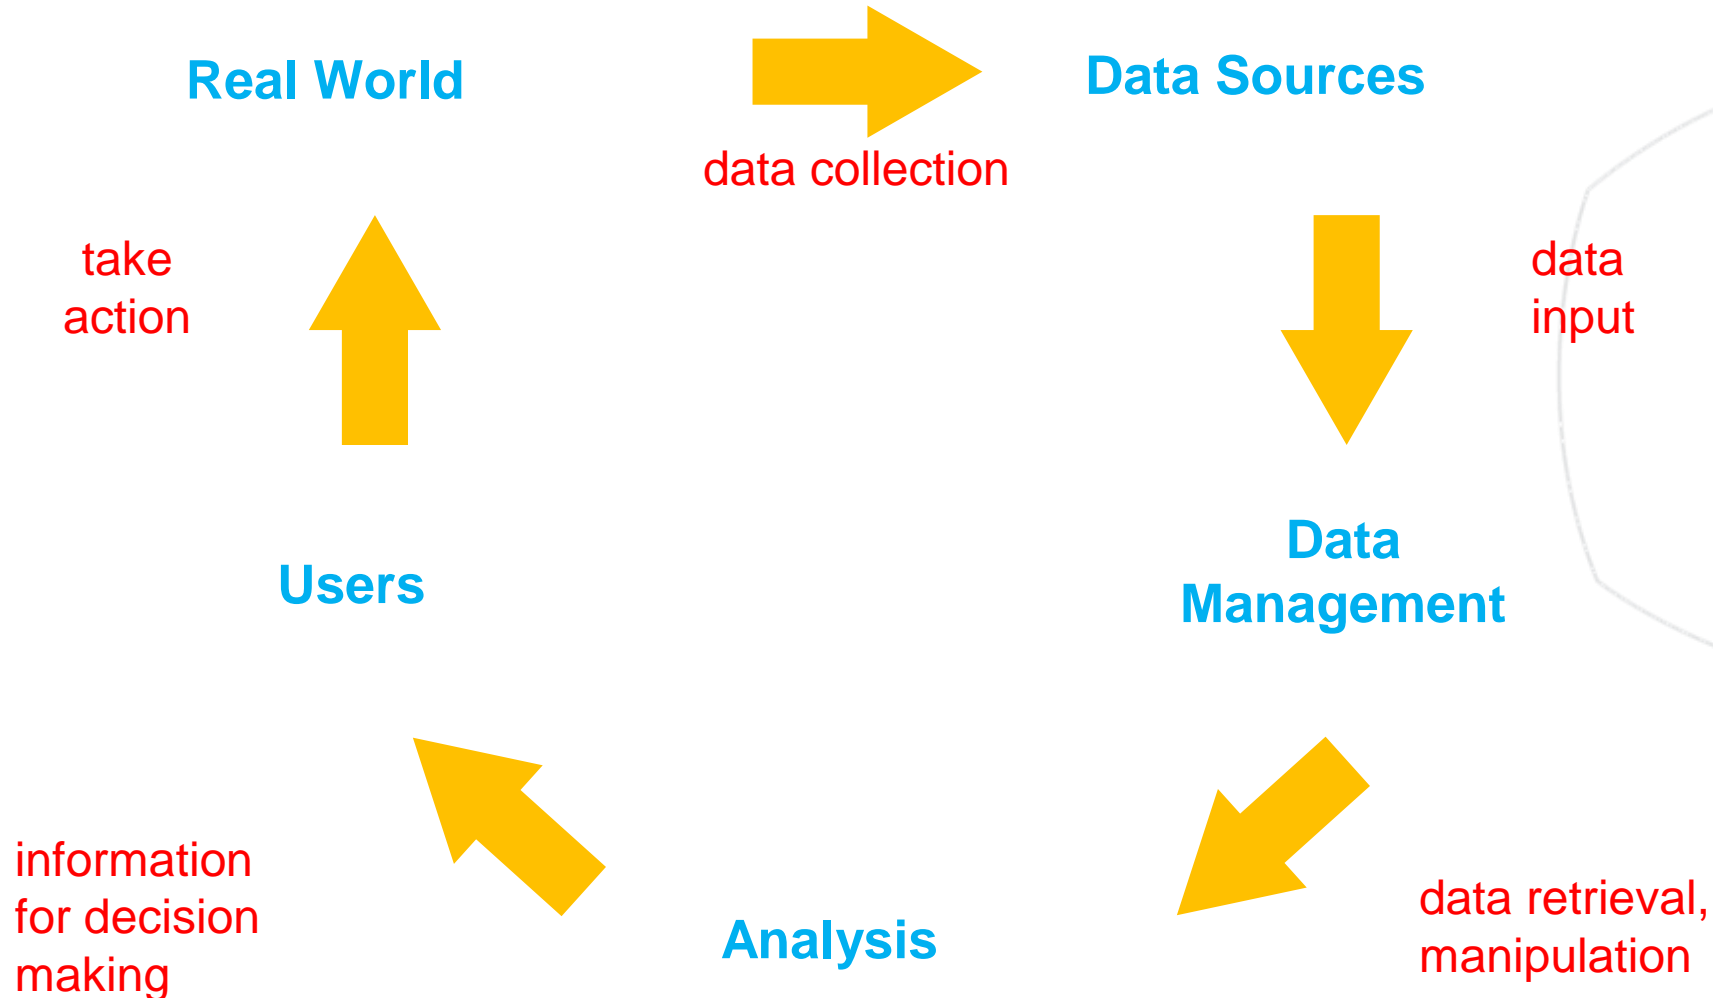 Real World
Data Sources
data collection
take
action
data
input
Users
Data
Management
information
for decision
making
Analysis
data retrieval,
manipulation